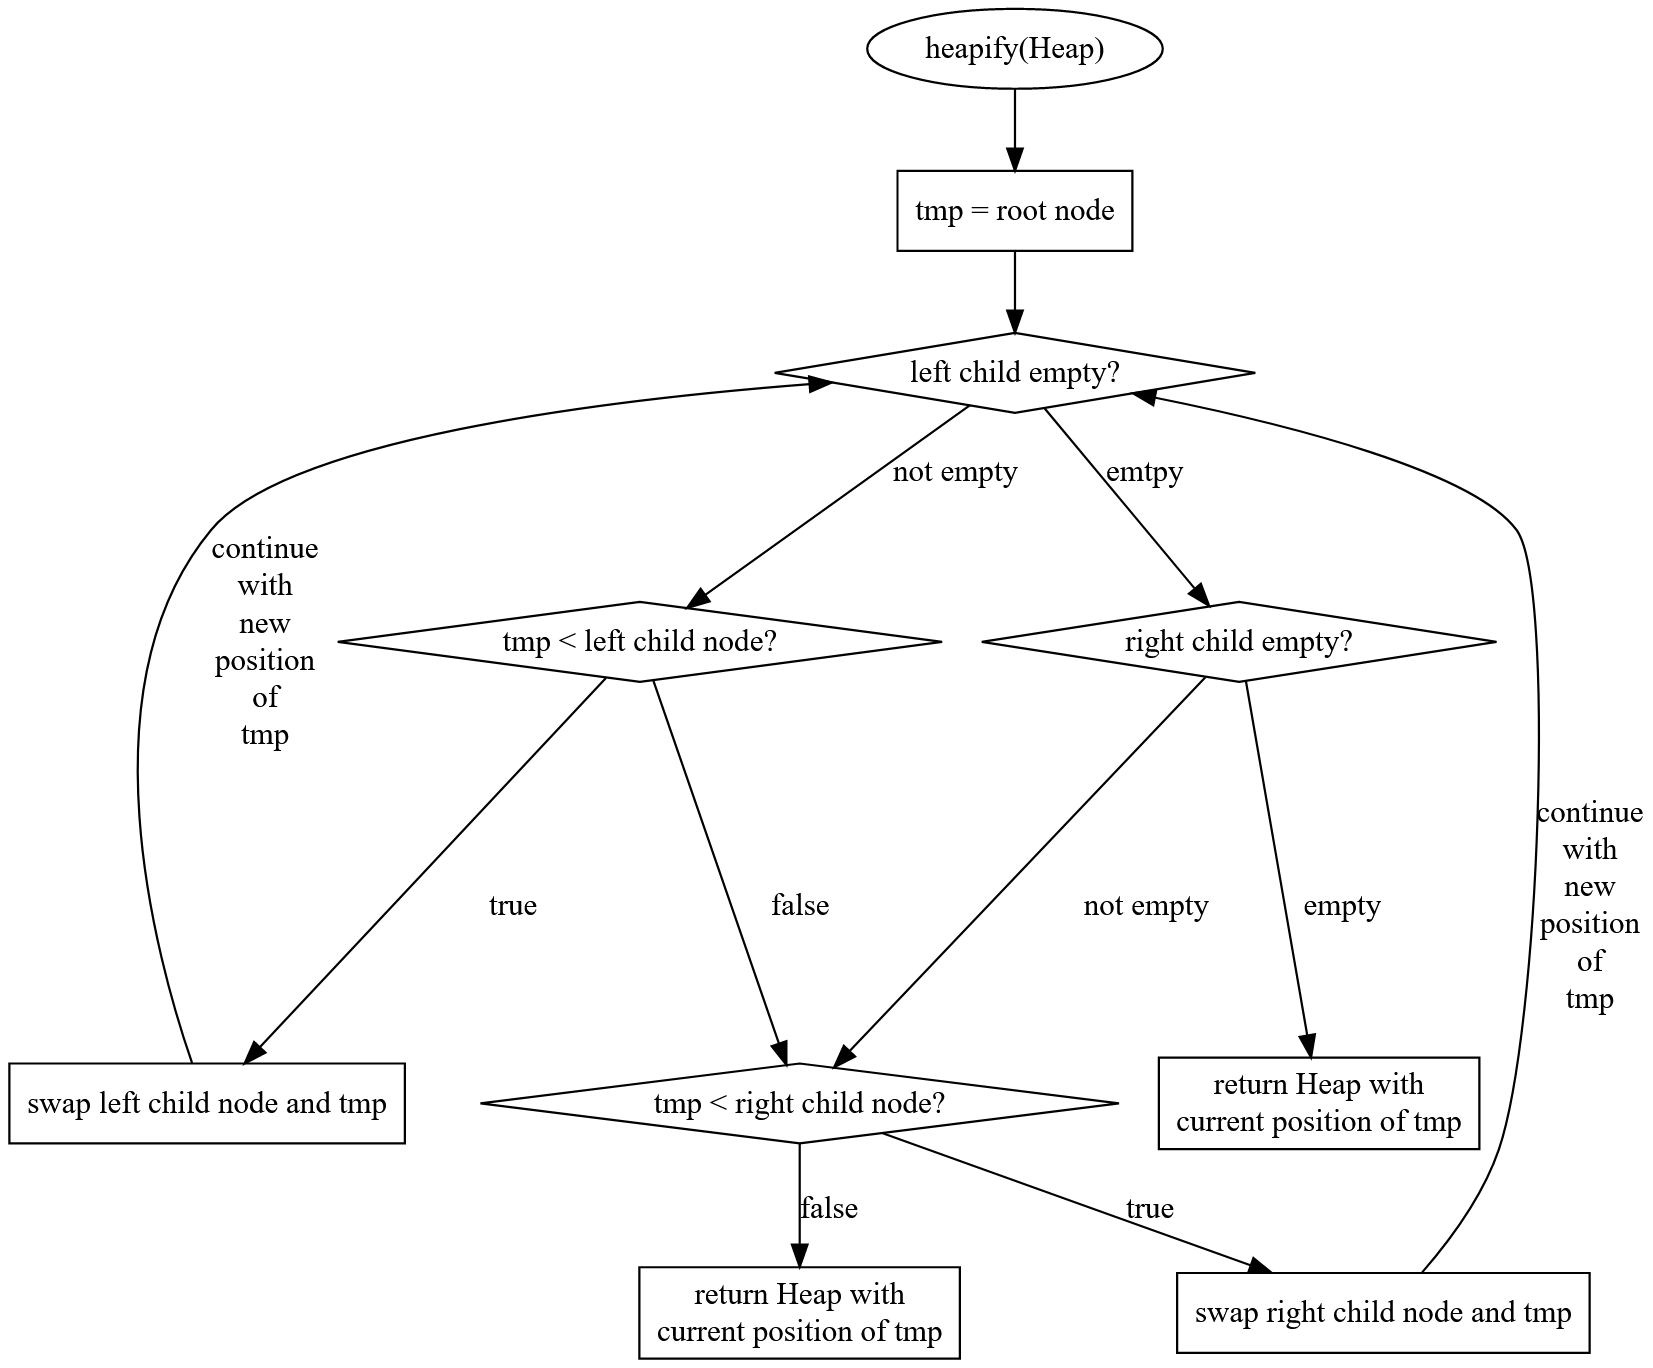 heapify(Heap)
tmp = root node
left child empty?
not empty
emtpy
continue
with
new
position
of
tmp
tmp < left child node?
right child empty?
continue
with
new
position
of
tmp
true
false
not empty
empty
swap left child node and tmp
tmp < right child node?
return Heap with
current position of tmp
false
true
return Heap with
current position of tmp
swap right child node and tmp